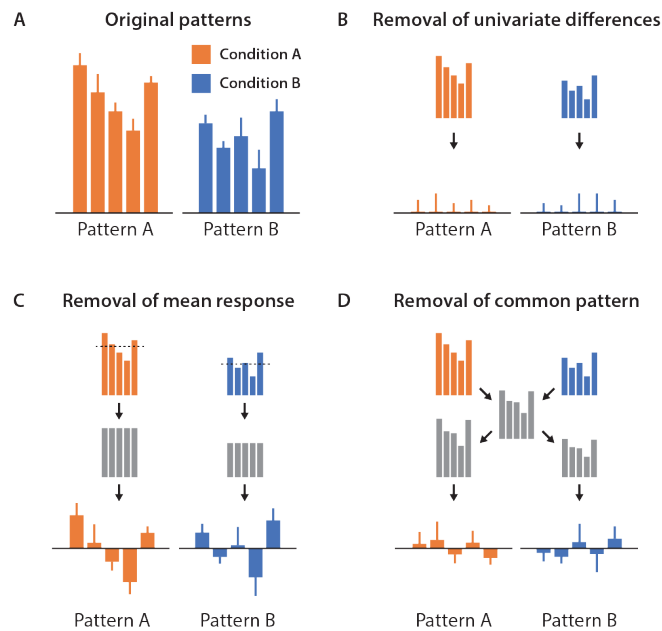 A Original patterns
Condition A
Condition B
Pattern A Pattern B
B Removal of univariate differences
Pattern A Pattern B
C Removal of mean response
Pattern A Pattern B
D Removal of common pattern
Pattern A Pattern B